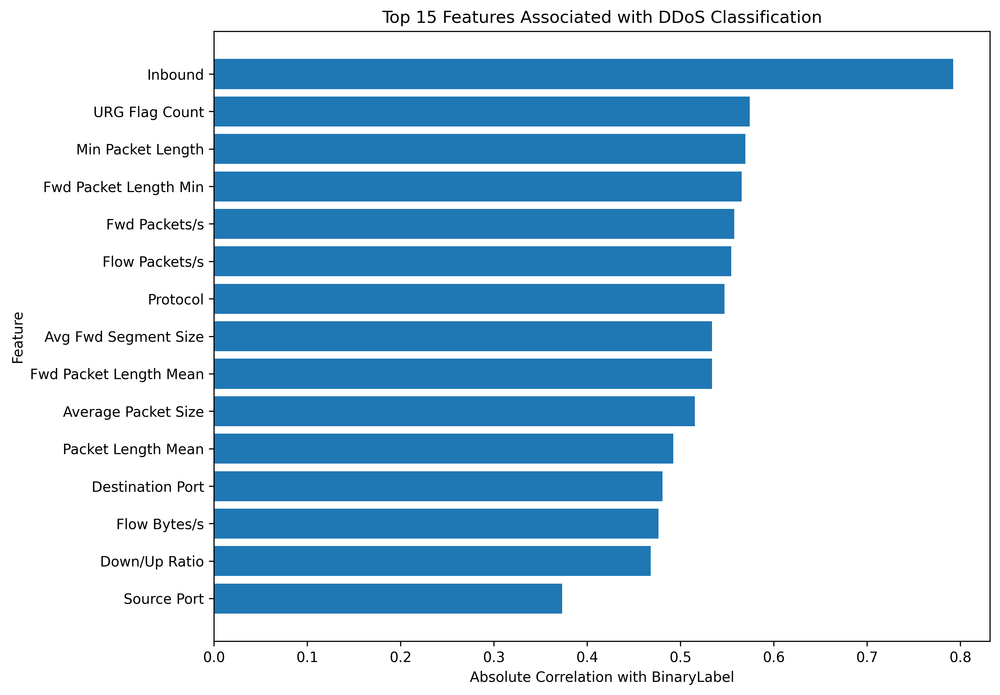 Top 15 Features Associated with DDoS Classification
Feature
Inbound
URG Flag Count
Min Packet Length
Fwd Packet Length Min
Fwd Packets/s
Flow Packets/s
Protocol
Avg Fwd Segment Size
Fwd Packet Length Mean
Average Packet Size
Packet Length Mean
Destination Port
Flow Bytes/s
Down/Up Ratio
Source Port
0.0 0.1 0.2 0.3 0.4 0.5 0.6 0.7 0.8
Absolute Correlation with BinaryLabel